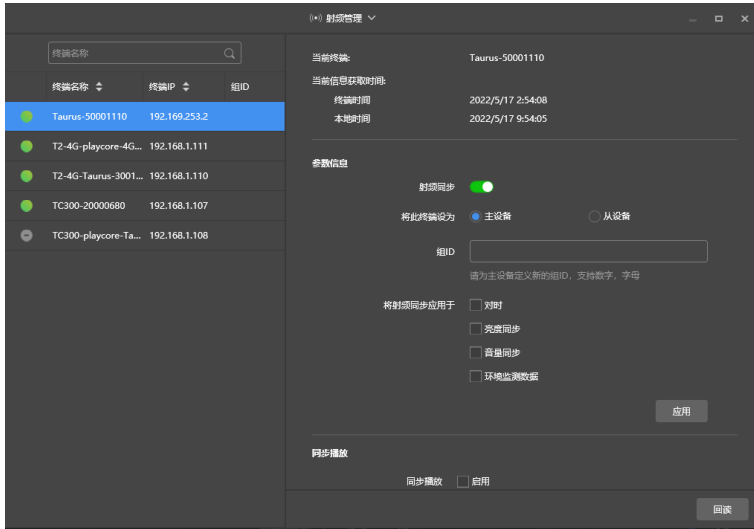 射频管理
终端名称
终端名称 终端IP 组ID
Taurus-50001110 192.169.253.2
T2-4G-playcore-4G... 192.168.1.111
T2-4G-Taurus-3001... 192.168.1.110
TC300-20000680 192.168.1.107
TC300-playcore-Ta... 192.168.1.108
当前终端: Taurus-50001110
当前信息获取时间:
终端时间 2022/5/17 2:54:08
本地时间 2022/5/17 9:54:05
参数信息
射频同步
将此终端设为 主设备 从设备
组ID
请为主设备定义新的组ID，支持数字，字母
将射频同步应用于 对时
亮度同步
音量同步
环境监测数据
应用
同步播放
同步播放 启用
回读